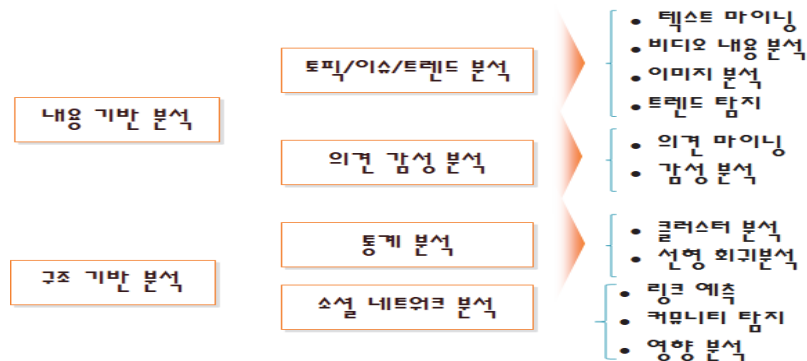 토픽/이슈/트렌드 분석
• 텍스트 마이닝
• 비디오 내용 분석
• 이미지 분석
• 트렌드 탐지
내용 기반 분석
의견 감성 분석
• 의견 마이닝
• 감성 분석
통계 분석
• 클러스터 분석
• 선형 회귀분석
구조 기반 분석
소셜 네트워크 분석
• 링크 예측
• 커뮤니티 탐지
• 영향 분석